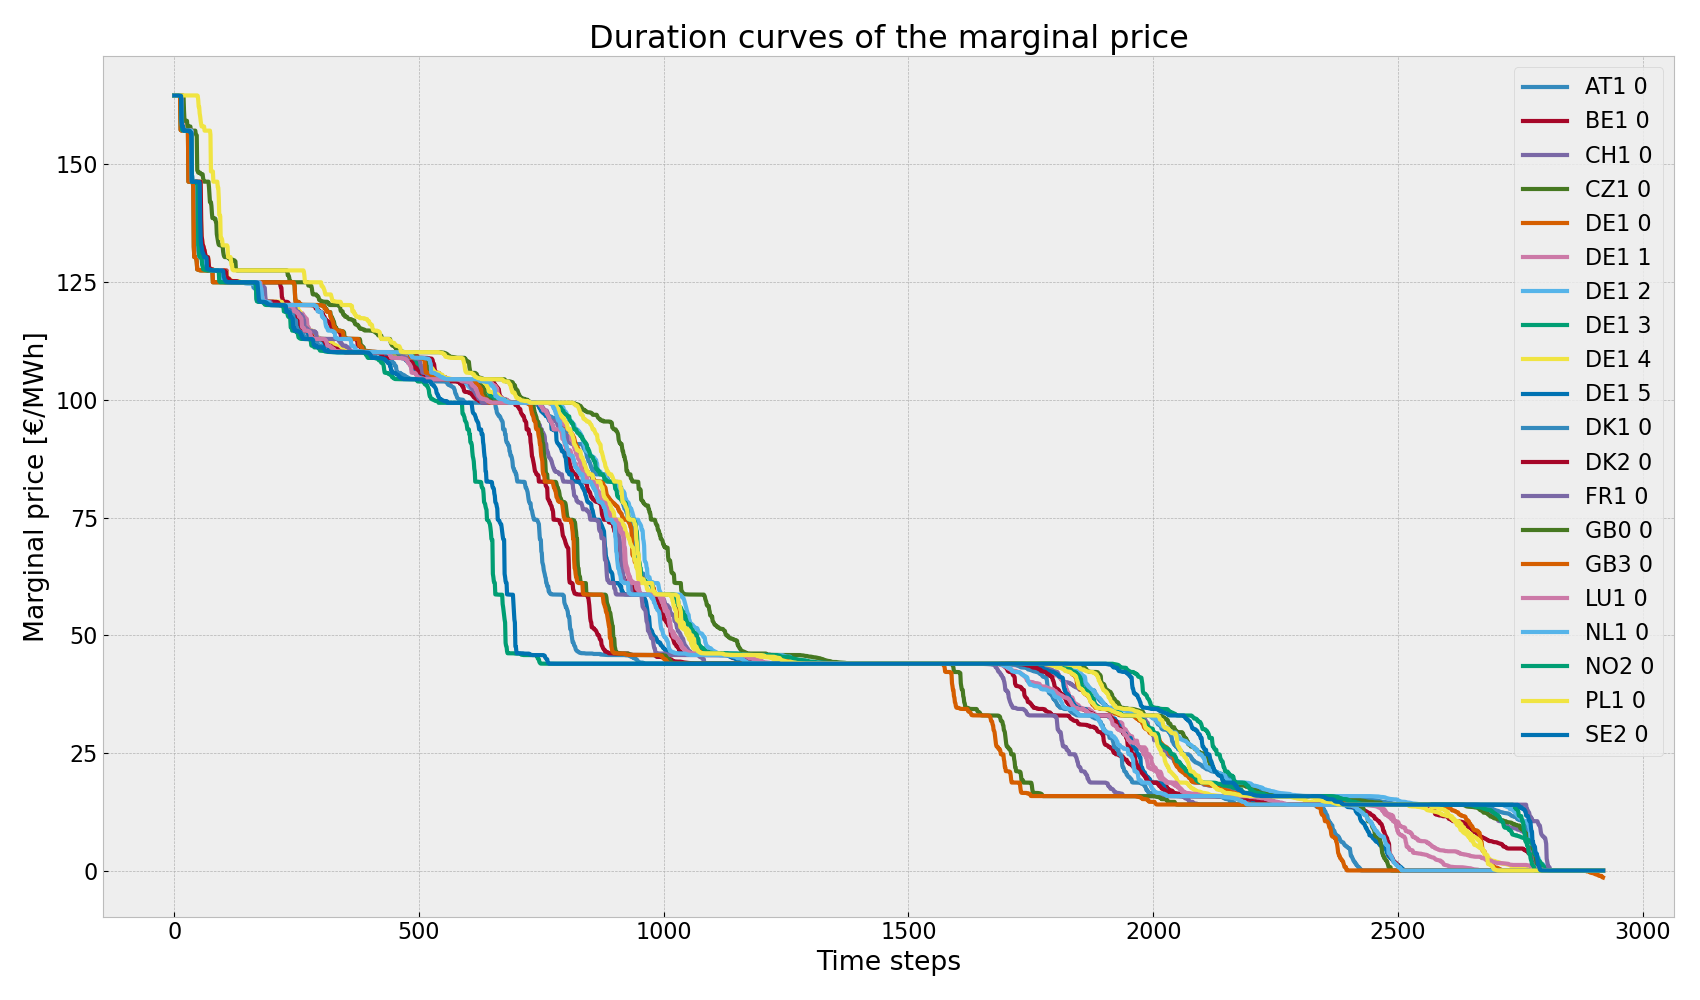 Duration curves of the marginal price
Marginal price [€/MWh]
150
125
100
75
50
25
0
0
500
1000
1500
2000
2500
3000
Time steps
AT1 0
BE1 0
CH1 0
CZ1 0
DE1 0
DE1 1
DE1 2
DE1 3
DE1 4
DE1 5
DK1 0
DK2 0
FR1 0
GB0 0
GB3 0
LU1 0
NL1 0
NO2 0
PL1 0
SE2 0